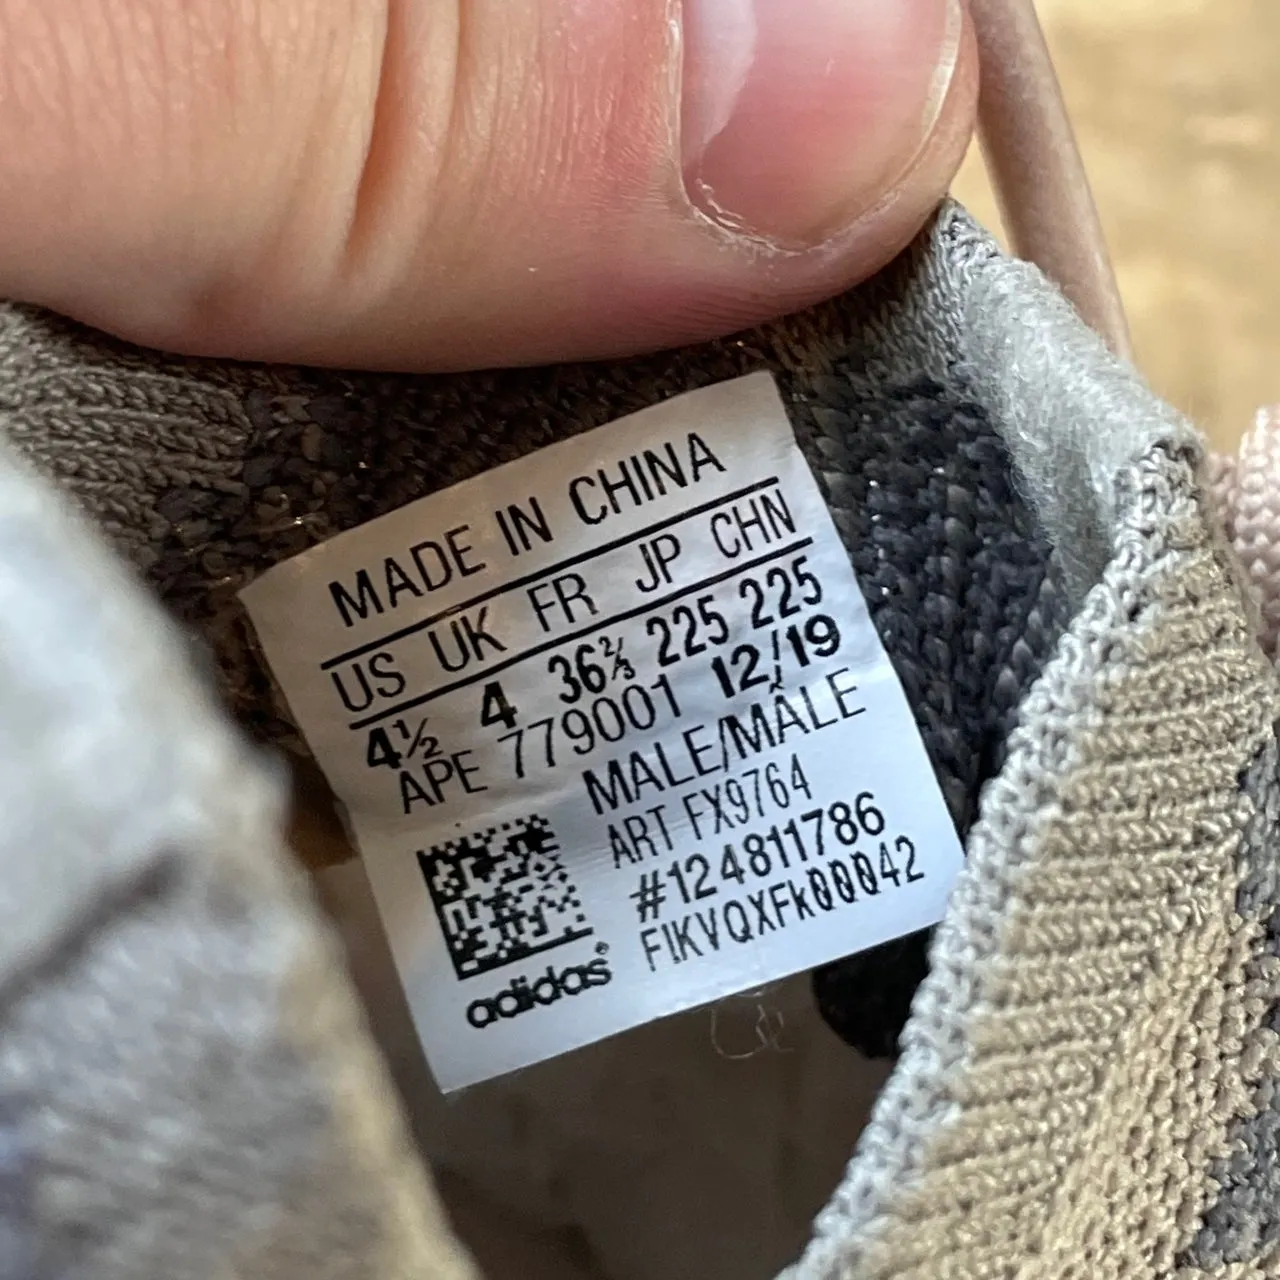 MADE IN CHINA
US UK FR JP CHN
4½ 4 36⅔ 225 225
APE 779001 12/19
MALE/MÂLE
ART FX9764
#124811786
FIKVQXFk00042
adidas®